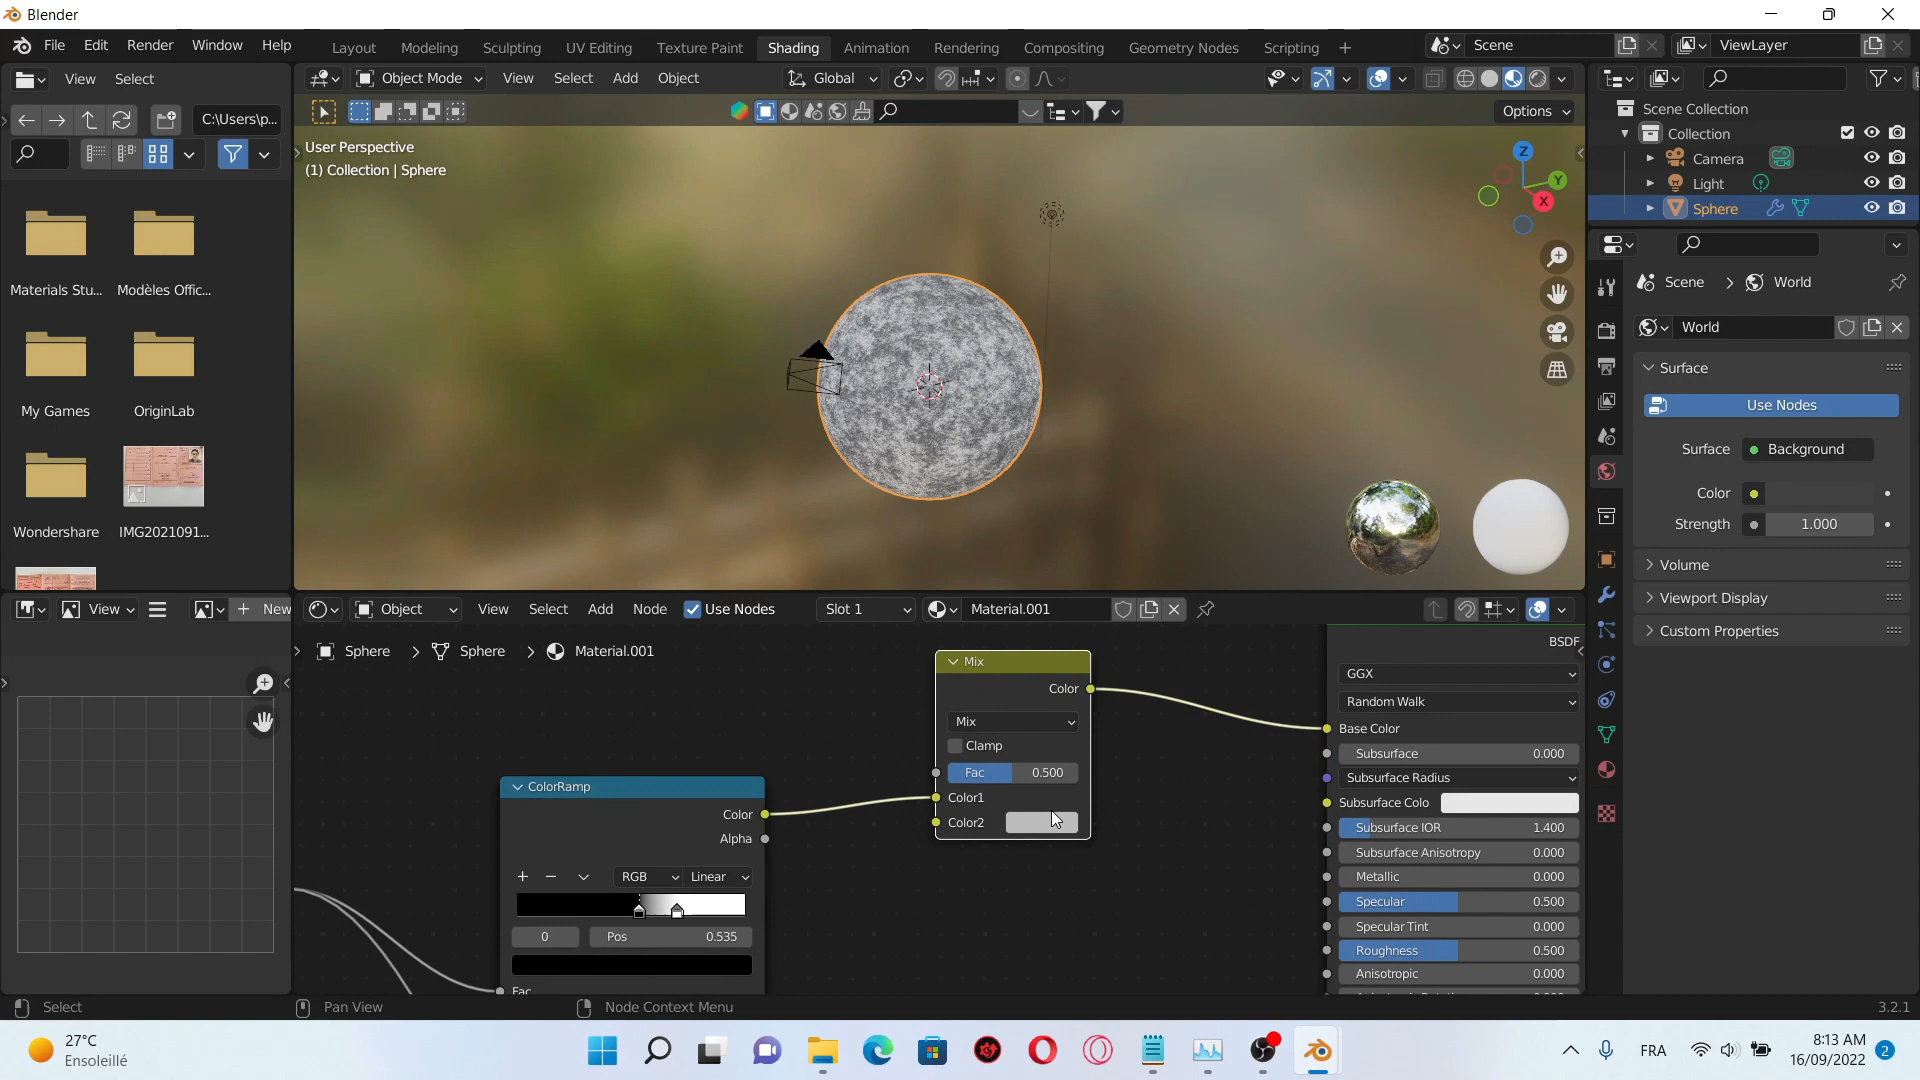 Blender
File Edit Render Window Help Layout Modeling Sculpting UV Editing Texture Paint Shading Animation Rendering Compositing Geometry Nodes Scripting + Scene ViewLayer
View Select Object Mode View Select Add Object Global
C:\Users\p... Options
Scene Collection
Collection
Camera
Light
Sphere
User Perspective
(1) Collection | Sphere
Z
Y
X
Materials Stu... Modèles Offic...
My Games OriginLab
Wondershare IMG2021091...
Scene > World
World
Surface
Use Nodes
Surface Background
Color
Strength 1.000
Volume
Viewport Display
Custom Properties
View + New Object View Select Add Node Use Nodes Slot 1 Material.001
Sphere > Sphere > Material.001
Mix
Color
Mix
Clamp
Fac 0.500
Color1
Color2
ColorRamp
Color
Alpha
+ − RGB Linear
0 Pos 0.535
Fac
BSDF
GGX
Random Walk
Base Color
Subsurface 0.000
Subsurface Radius
Subsurface Colo
Subsurface IOR 1.400
Subsurface Anisotropy 0.000
Metallic 0.000
Specular 0.500
Specular Tint 0.000
Roughness 0.500
Anisotropic 0.000
Select Pan View Node Context Menu 3.2.1
27°C
Ensoleillé
FRA
8:13 AM
16/09/2022
2